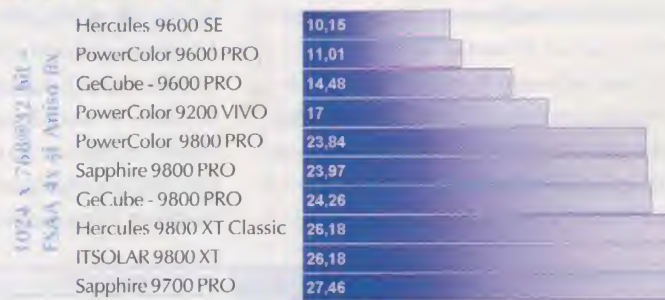 1024 x 768@32 bit -
FSAA 4x şi Aniso 8x
Hercules 9600 SE 10,15
PowerColor 9600 PRO 11,01
GeCube - 9600 PRO 14,48
PowerColor 9200 VIVO 17
PowerColor 9800 PRO 23,84
Sapphire 9800 PRO 23,97
GeCube - 9800 PRO 24,26
Hercules 9800 XT Classic 26,18
ITSOLAR 9800 XT 26,18
Sapphire 9700 PRO 27,46